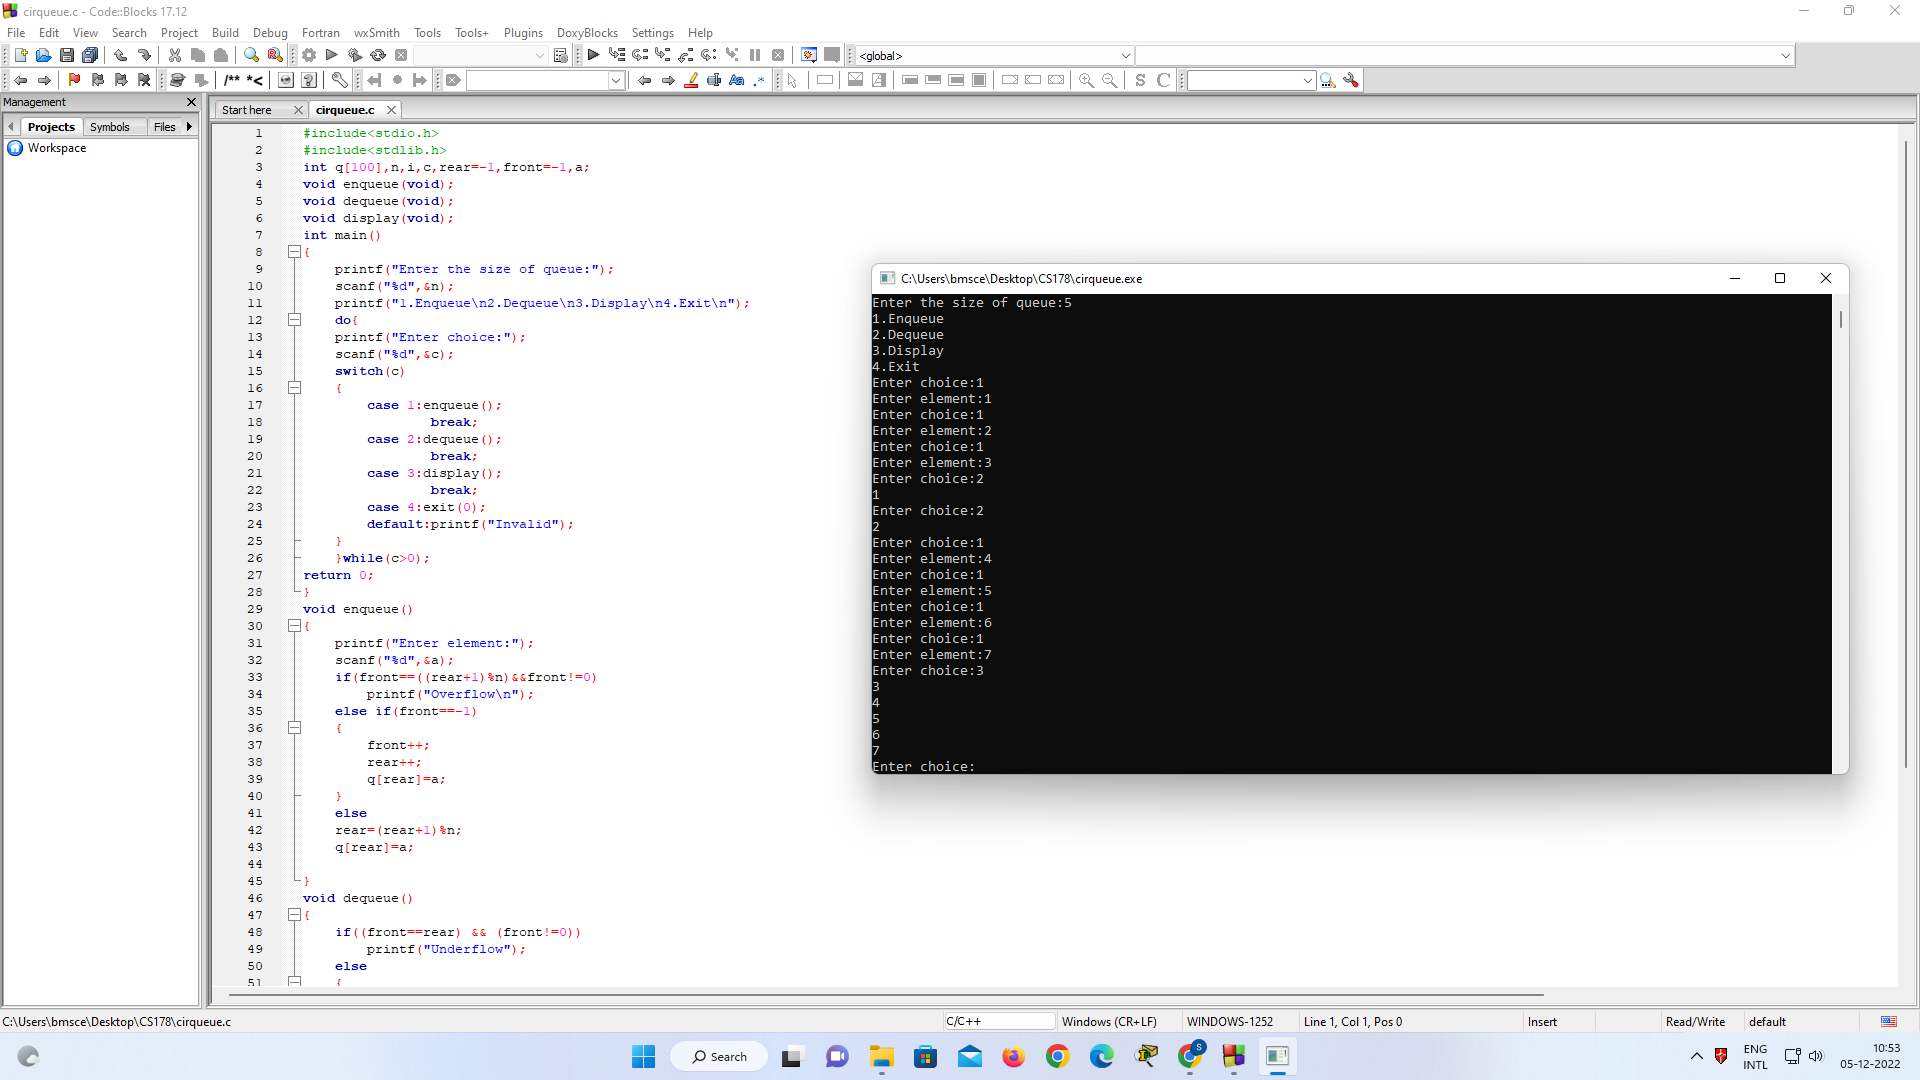 cirqueue.c - Code::Blocks 17.12
File Edit View Search Project Build Debug Fortran wxSmith Tools Tools+ Plugins DoxyBlocks Settings Help
<global>
/** *<
Management
Start here cirqueue.c
Projects Symbols Files
Workspace
1 #include<stdio.h>
2 #include<stdlib.h>
3 int q[100],n,i,c,rear=-1,front=-1,a;
4 void enqueue(void);
5 void dequeue(void);
6 void display(void);
7 int main()
8 {
9 printf("Enter the size of queue:");
10 scanf("%d",&n);
11 printf("1.Enqueue\n2.Dequeue\n3.Display\n4.Exit\n");
12 do{
13 printf("Enter choice:");
14 scanf("%d",&c);
15 switch(c)
16 {
17 case 1:enqueue();
18 break;
19 case 2:dequeue();
20 break;
21 case 3:display();
22 break;
23 case 4:exit(0);
24 default:printf("Invalid");
25 }
26 }while(c>0);
27 return 0;
28 }
29 void enqueue()
30 {
31 printf("Enter element:");
32 scanf("%d",&a);
33 if(front==((rear+1)%n)&&front!=0)
34 printf("Overflow\n");
35 else if(front==-1)
36 {
37 front++;
38 rear++;
39 q[rear]=a;
40 }
41 else
42 rear=(rear+1)%n;
43 q[rear]=a;
44
45 }
46 void dequeue()
47 {
48 if((front==rear) && (front!=0))
49 printf("Underflow");
50 else
51 {
C:\Users\bmsce\Desktop\CS178\cirqueue.exe
Enter the size of queue:5
1.Enqueue
2.Dequeue
3.Display
4.Exit
Enter choice:1
Enter element:1
Enter choice:1
Enter element:2
Enter choice:1
Enter element:3
Enter choice:2
1
Enter choice:2
2
Enter choice:1
Enter element:4
Enter choice:1
Enter element:5
Enter choice:1
Enter element:6
Enter choice:1
Enter element:7
Enter choice:3
3
4
5
6
7
Enter choice:
C:\Users\bmsce\Desktop\CS178\cirqueue.c C/C++ Windows (CR+LF) WINDOWS-1252 Line 1, Col 1, Pos 0 Insert Read/Write default
Search
ENG
INTL
10:53
05-12-2022